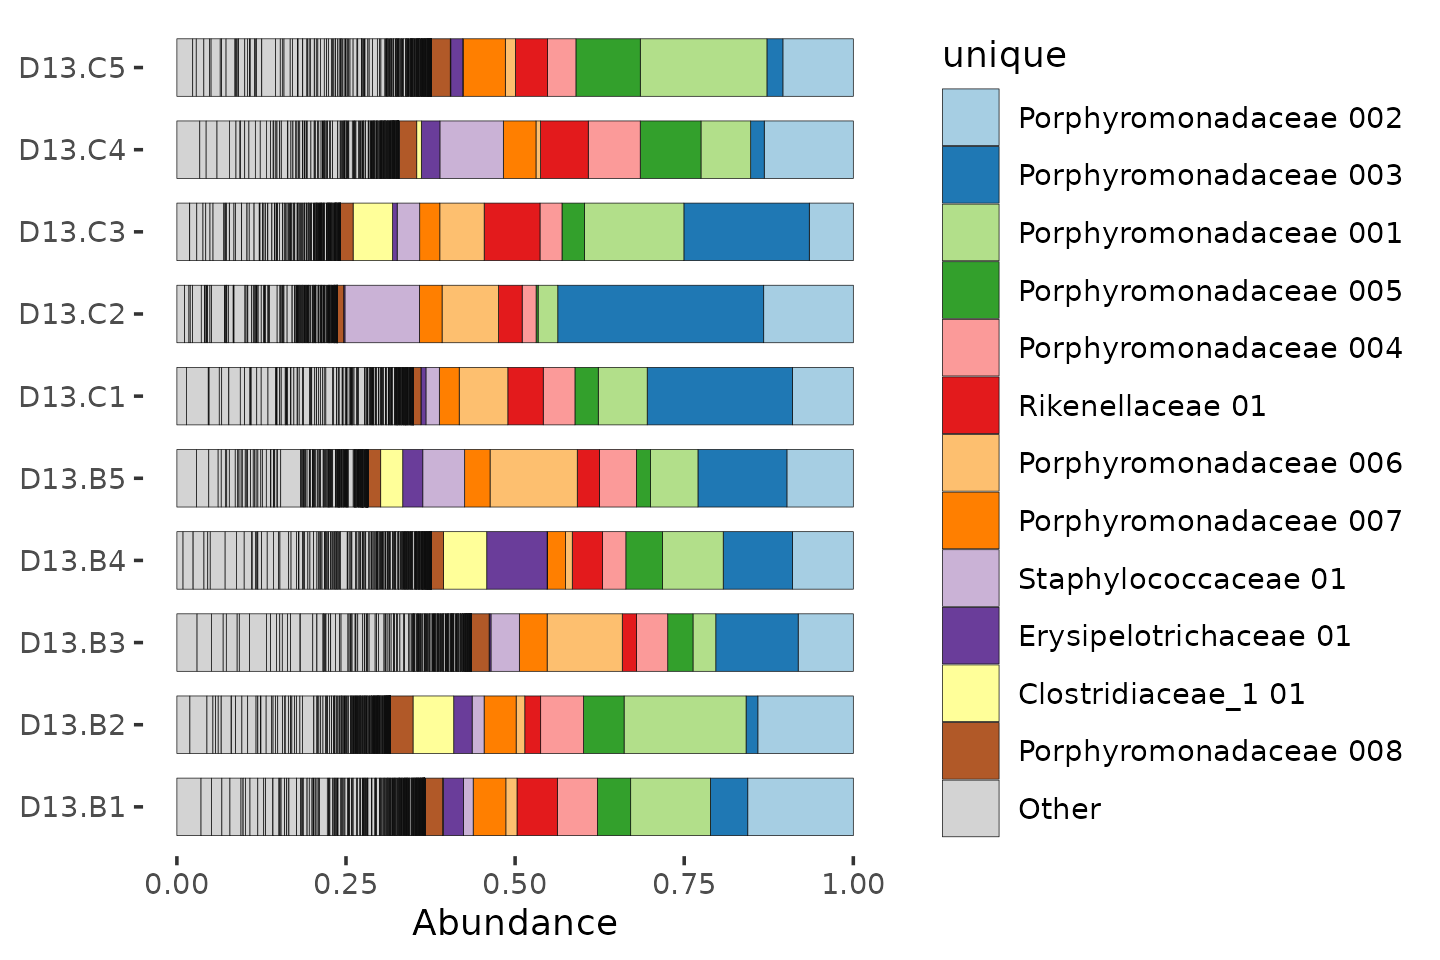 D13.C5
D13.C4
D13.C3
D13.C2
D13.C1
D13.B5
D13.B4
D13.B3
D13.B2
D13.B1
0.00 0.25 0.50 0.75 1.00
Abundance
unique
Porphyromonadaceae 002
Porphyromonadaceae 003
Porphyromonadaceae 001
Porphyromonadaceae 005
Porphyromonadaceae 004
Rikenellaceae 01
Porphyromonadaceae 006
Porphyromonadaceae 007
Staphylococcaceae 01
Erysipelotrichaceae 01
Clostridiaceae_1 01
Porphyromonadaceae 008
Other